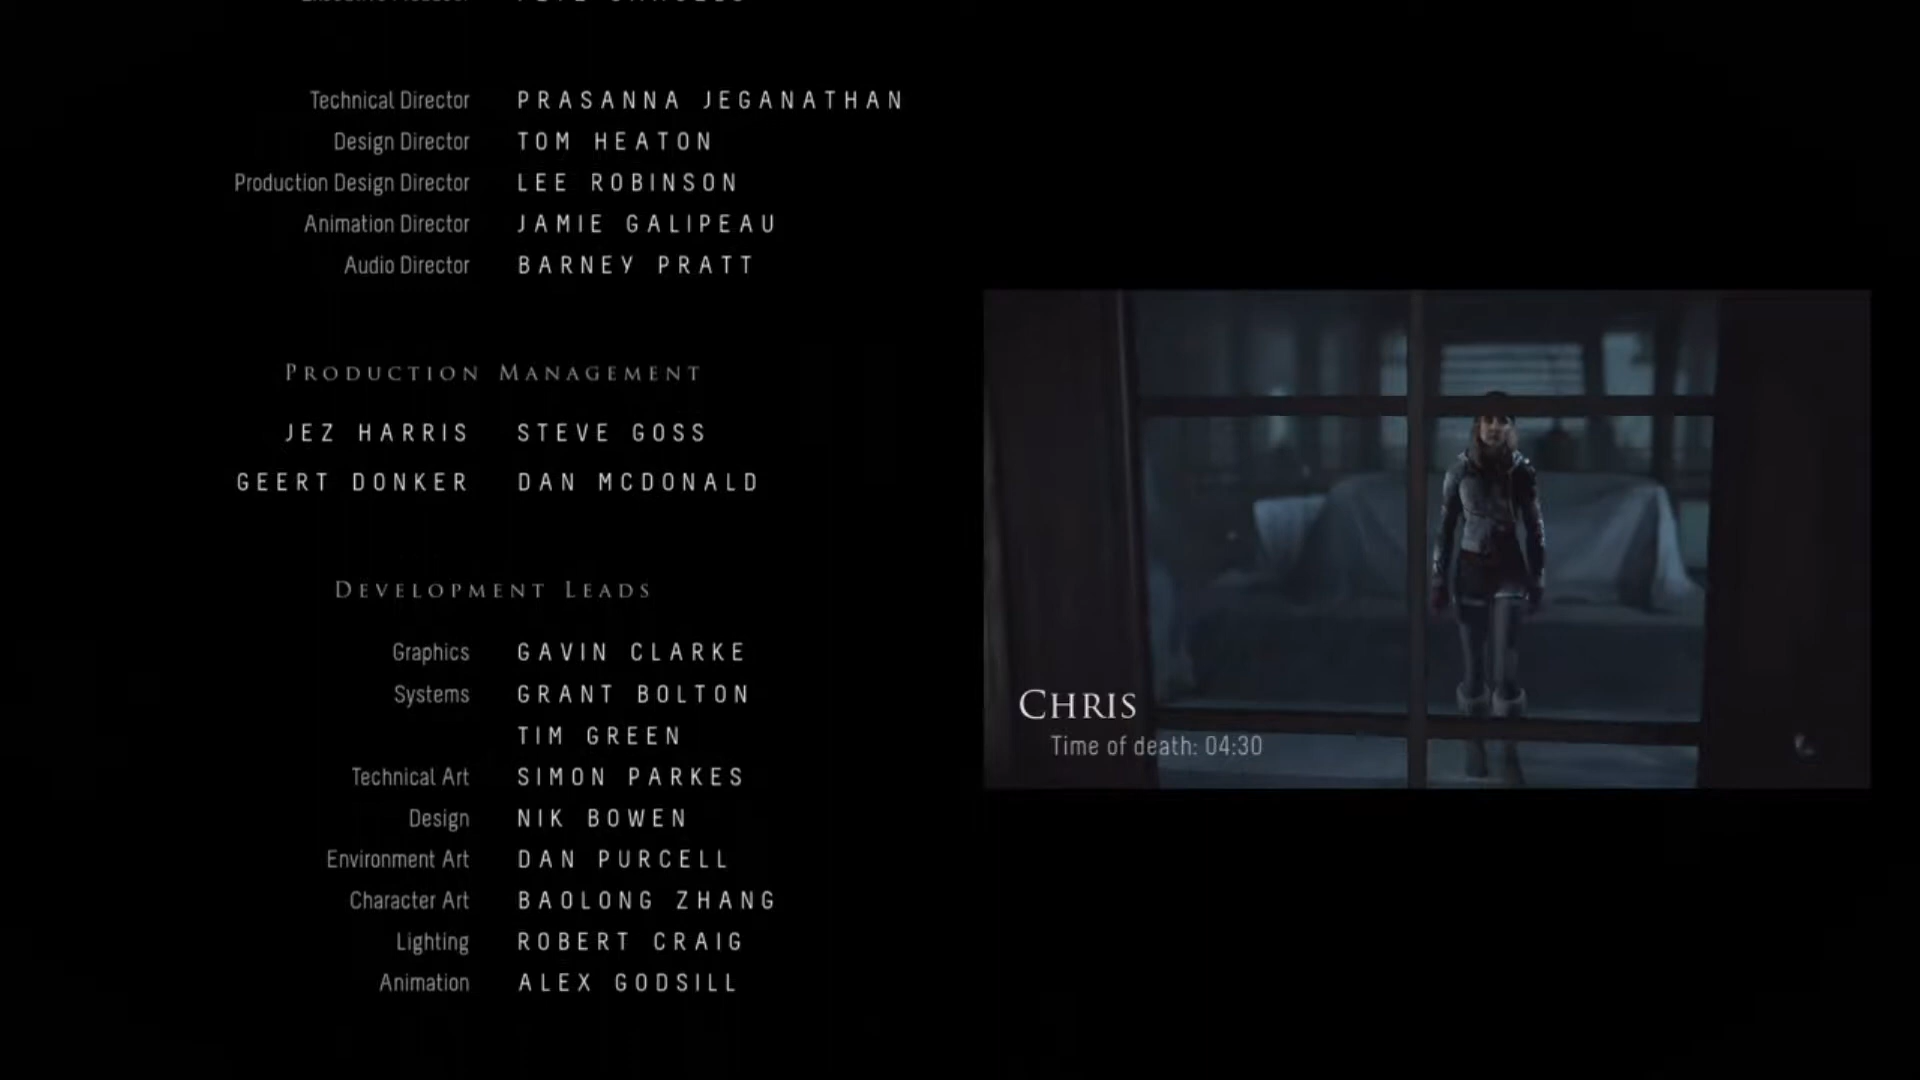 Technical Director PRASANNA JEGANATHAN
Design Director TOM HEATON
Production Design Director LEE ROBINSON
Animation Director JAMIE GALIPEAU
Audio Director BARNEY PRATT
PRODUCTION MANAGEMENT
JEZ HARRIS STEVE GOSS
GEERT DONKER DAN MCDONALD
DEVELOPMENT LEADS
Graphics GAVIN CLARKE
Systems GRANT BOLTON
TIM GREEN
Technical Art SIMON PARKES
Design NIK BOWEN
Environment Art DAN PURCELL
Character Art BAOLONG ZHANG
Lighting ROBERT CRAIG
Animation ALEX GODSILL
CHRIS
Time of death: 04:30